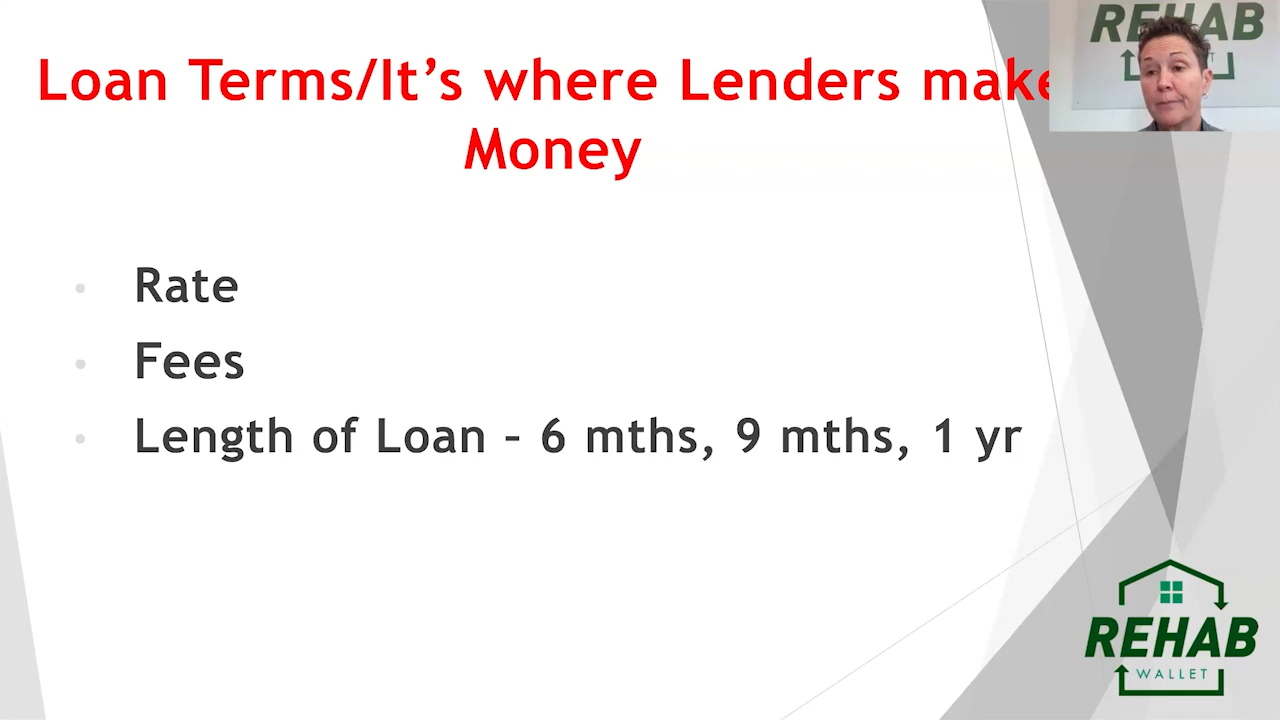 Loan Terms/It's where Lenders make
Money
Rate
Fees
Length of Loan – 6 mths, 9 mths, 1 yr
REHAB
REHAB
WALLET